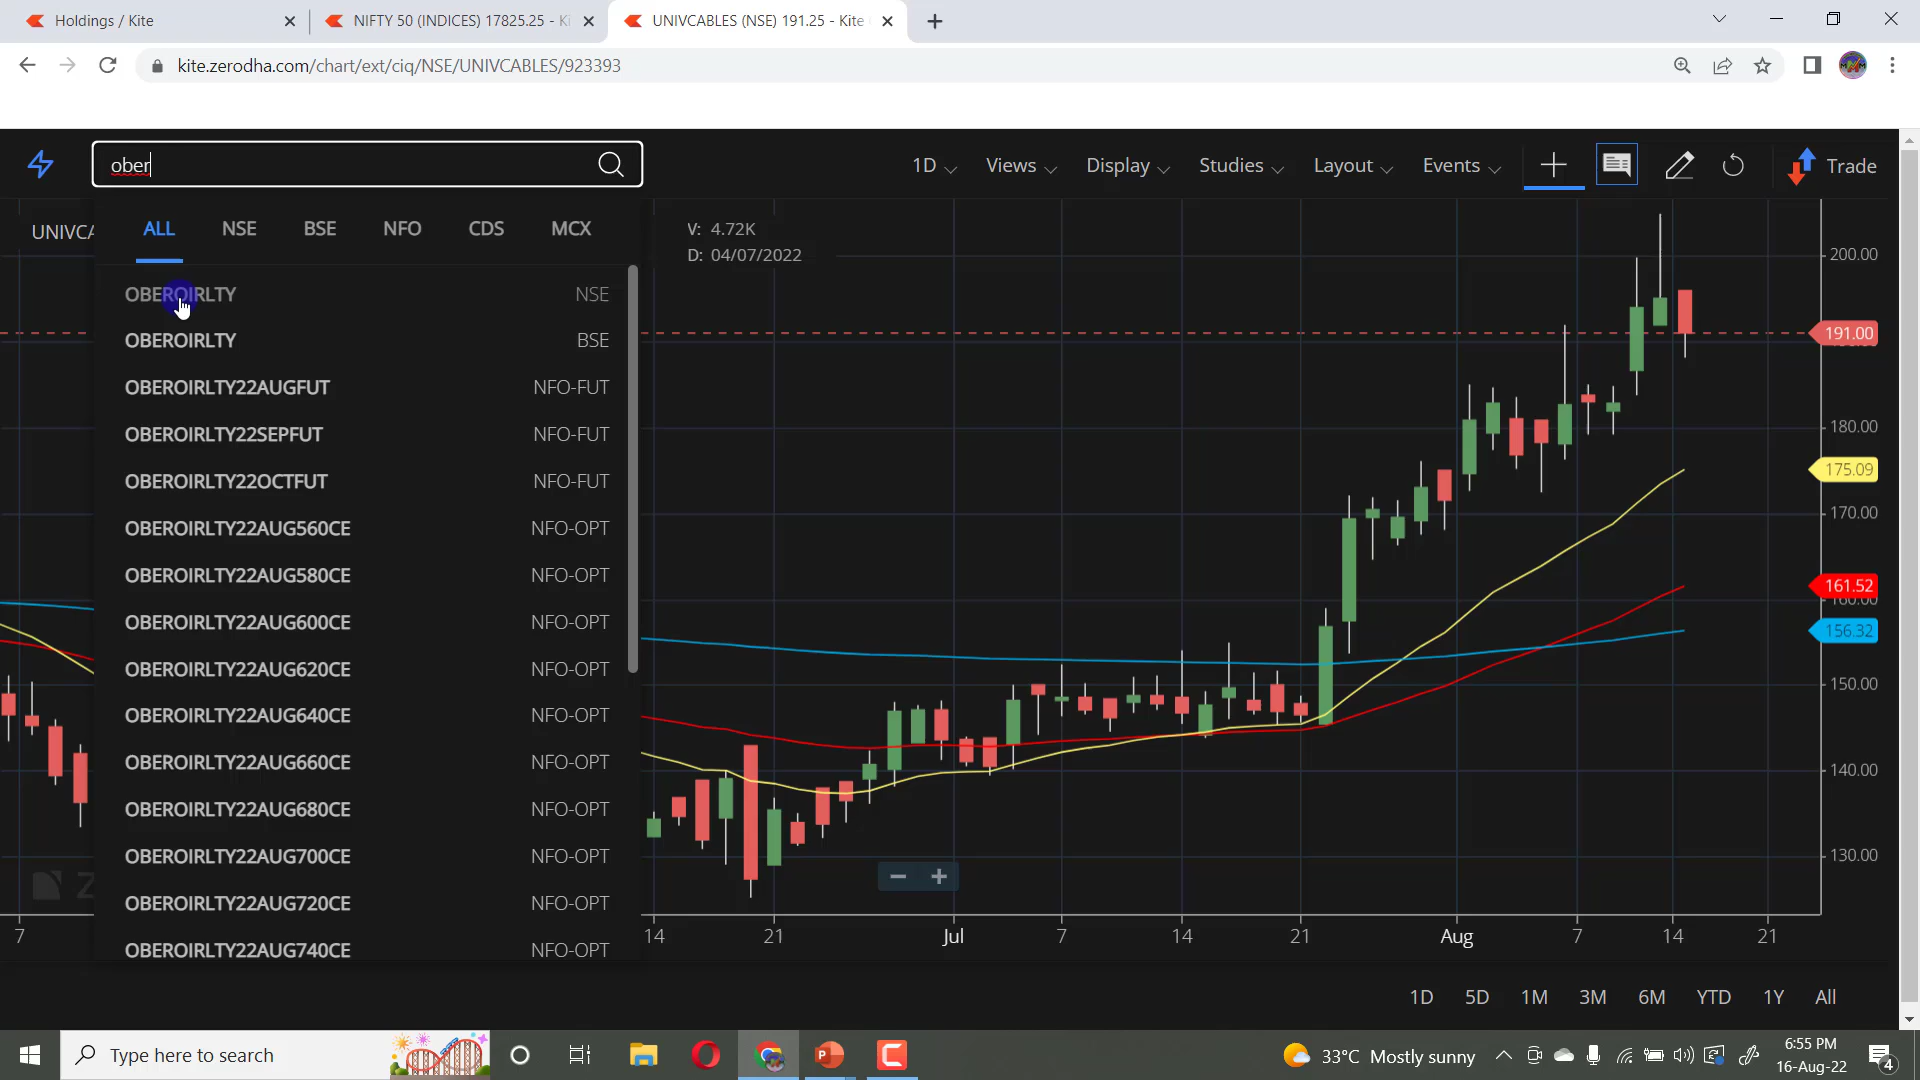 Holdings / Kite
NIFTY 50 (INDICES) 17825.25 - Ki
UNIVCABLES (NSE) 191.25 - Kite
kite.zerodha.com/chart/ext/ciq/NSE/UNIVCABLES/923393
ober
1D
Views
Display
Studies
Layout
Events
Trade
UNIVCA
ALL
NSE
BSE
NFO
CDS
MCX
V: 4.72K
D: 04/07/2022
OBEROIRLTY NSE
OBEROIRLTY BSE
OBEROIRLTY22AUGFUT NFO-FUT
OBEROIRLTY22SEPFUT NFO-FUT
OBEROIRLTY22OCTFUT NFO-FUT
OBEROIRLTY22AUG560CE NFO-OPT
OBEROIRLTY22AUG580CE NFO-OPT
OBEROIRLTY22AUG600CE NFO-OPT
OBEROIRLTY22AUG620CE NFO-OPT
OBEROIRLTY22AUG640CE NFO-OPT
OBEROIRLTY22AUG660CE NFO-OPT
OBEROIRLTY22AUG680CE NFO-OPT
OBEROIRLTY22AUG700CE NFO-OPT
OBEROIRLTY22AUG720CE NFO-OPT
OBEROIRLTY22AUG740CE NFO-OPT
200.00
191.00
180.00
175.09
170.00
161.52
160.00
156.32
150.00
140.00
130.00
Z
7
14
21
Jul
7
14
21
Aug
7
14
21
1D 5D 1M 3M 6M YTD 1Y All
Type here to search
33°C Mostly sunny
6:55 PM
16-Aug-22
4